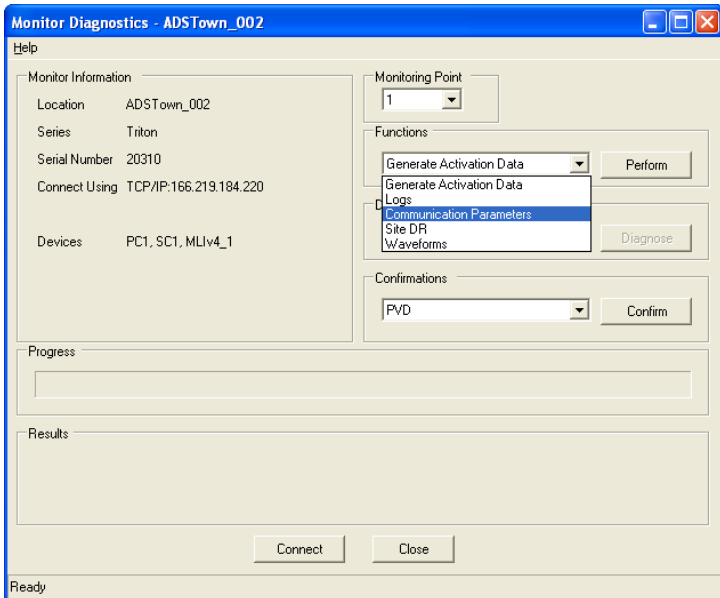 Monitor Diagnostics - ADSTown_002
Help
Monitor Information
Location ADSTown_002
Series Triton
Serial Number 20310
Connect Using TCP/IP:166.219.184.220
Devices PC1, SC1, MLIv4_1
Monitoring Point
1
Functions
Generate Activation Data Perform
Generate Activation Data
Logs
Communication Parameters
Site DR
Waveforms
D
Diagnose
Confirmations
PVD Confirm
Progress
Results
Connect Close
Ready